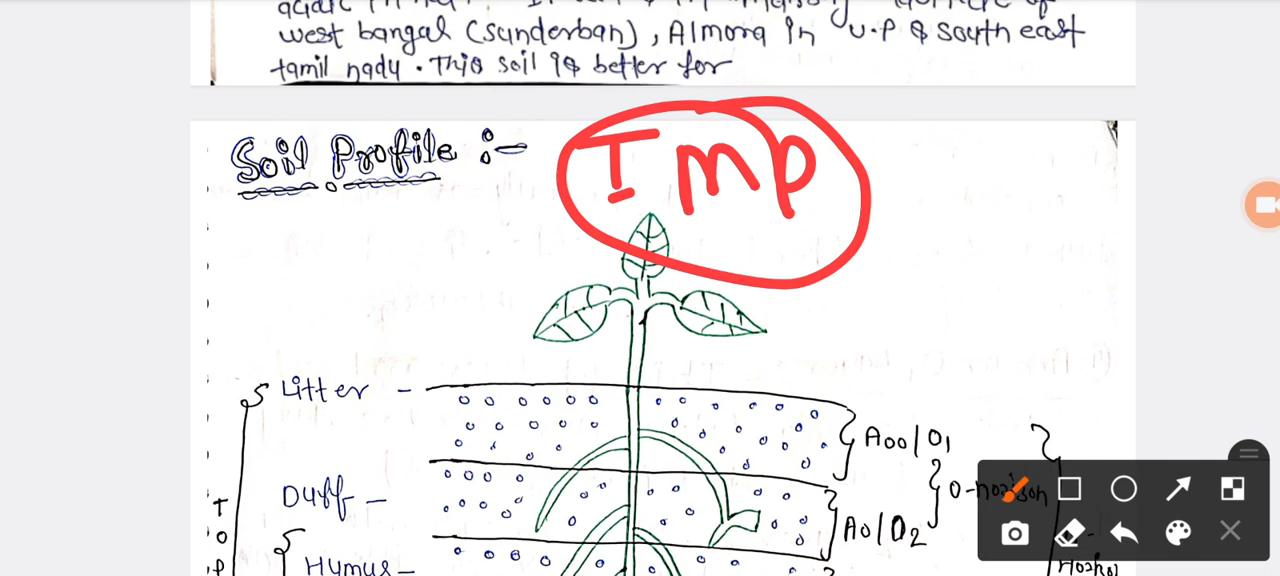 west bangal (sunderban), Almora in U.P & South east
tamil nady. This soil is better for
Soil Profile :-
Imp
Litter -
A00/O1
O-horizon
Duff -
A0/O2
T
O
P
Humus -